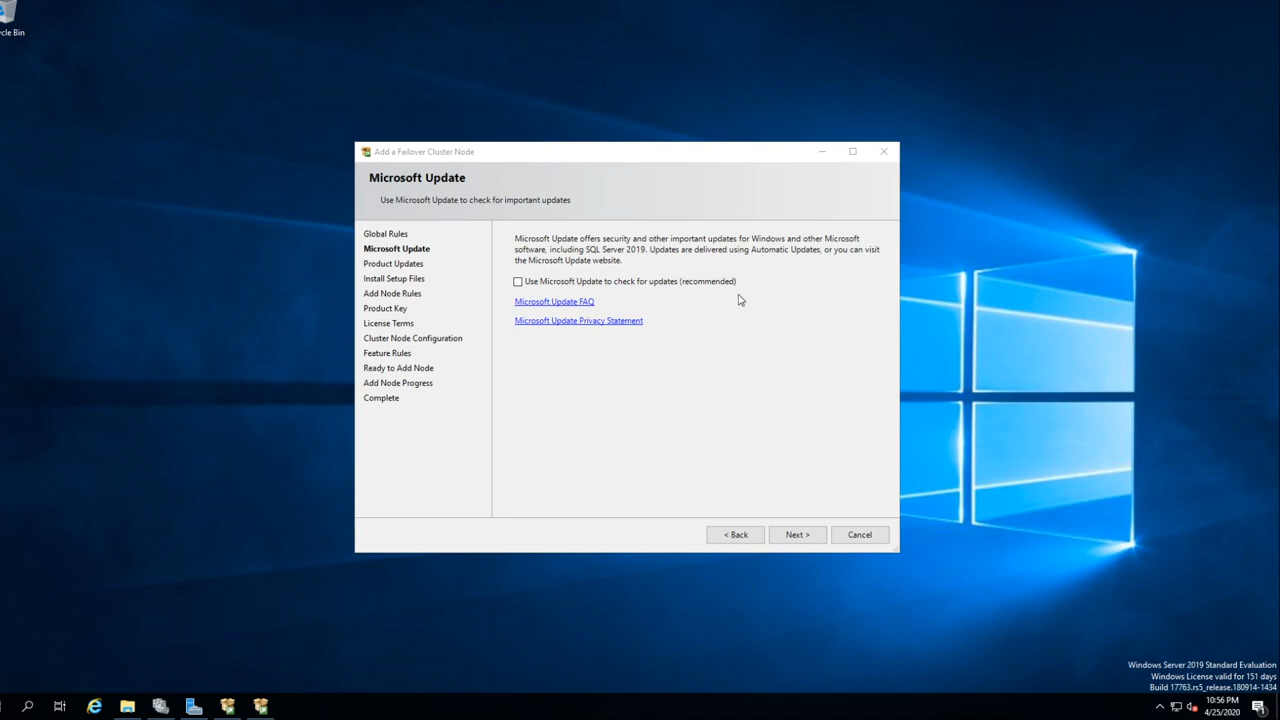 cle Bin
Add a Failover Cluster Node
Microsoft Update
Use Microsoft Update to check for important updates
Global Rules
Microsoft Update
Product Updates
Install Setup Files
Add Node Rules
Product Key
License Terms
Cluster Node Configuration
Feature Rules
Ready to Add Node
Add Node Progress
Complete
Microsoft Update offers security and other important updates for Windows and other Microsoft
software, including SQL Server 2019. Updates are delivered using Automatic Updates, or you can visit
the Microsoft Update website.
Use Microsoft Update to check for updates (recommended)
Microsoft Update FAQ
Microsoft Update Privacy Statement
< Back
Next >
Cancel
Windows Server 2019 Standard Evaluation
Windows License valid for 151 days
Build 17763.rs5_release.180914-1434
10:56 PM
4/25/2020
1